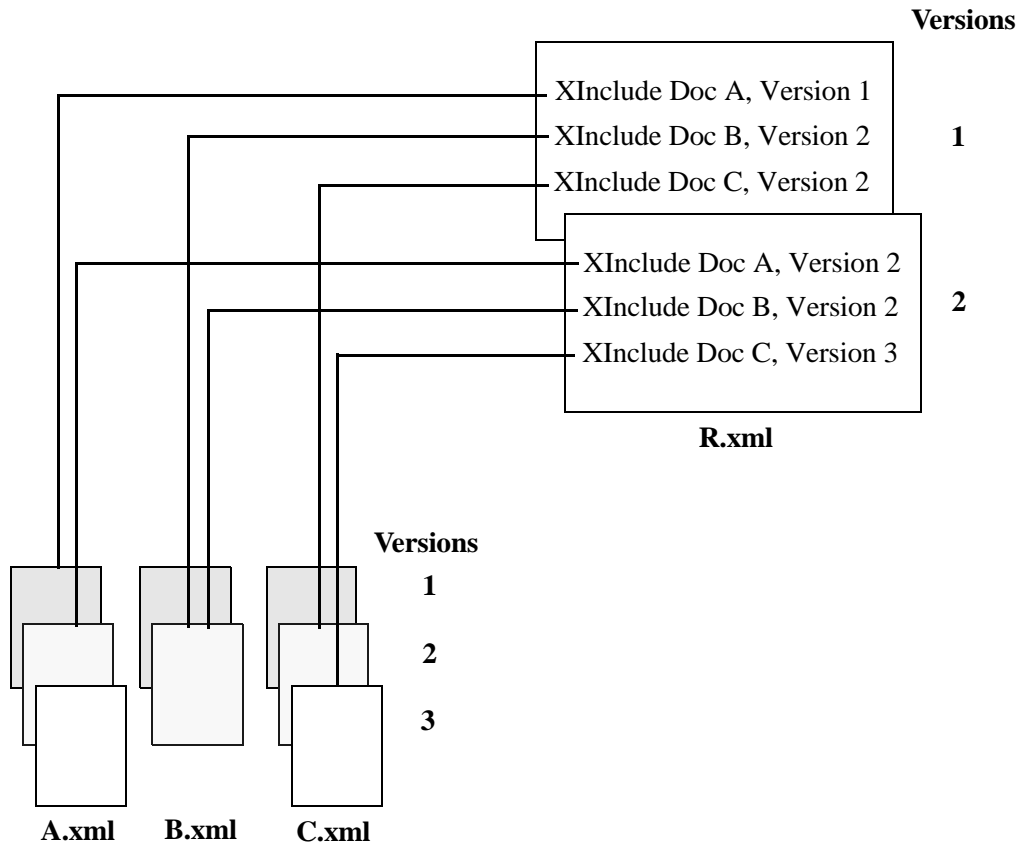 Versions
XInclude Doc A, Version 1
XInclude Doc B, Version 2
1
XInclude Doc C, Version 2
XInclude Doc A, Version 2
XInclude Doc B, Version 2
2
XInclude Doc C, Version 3
R.xml
Versions
1
2
3
A.xml
B.xml
C.xml